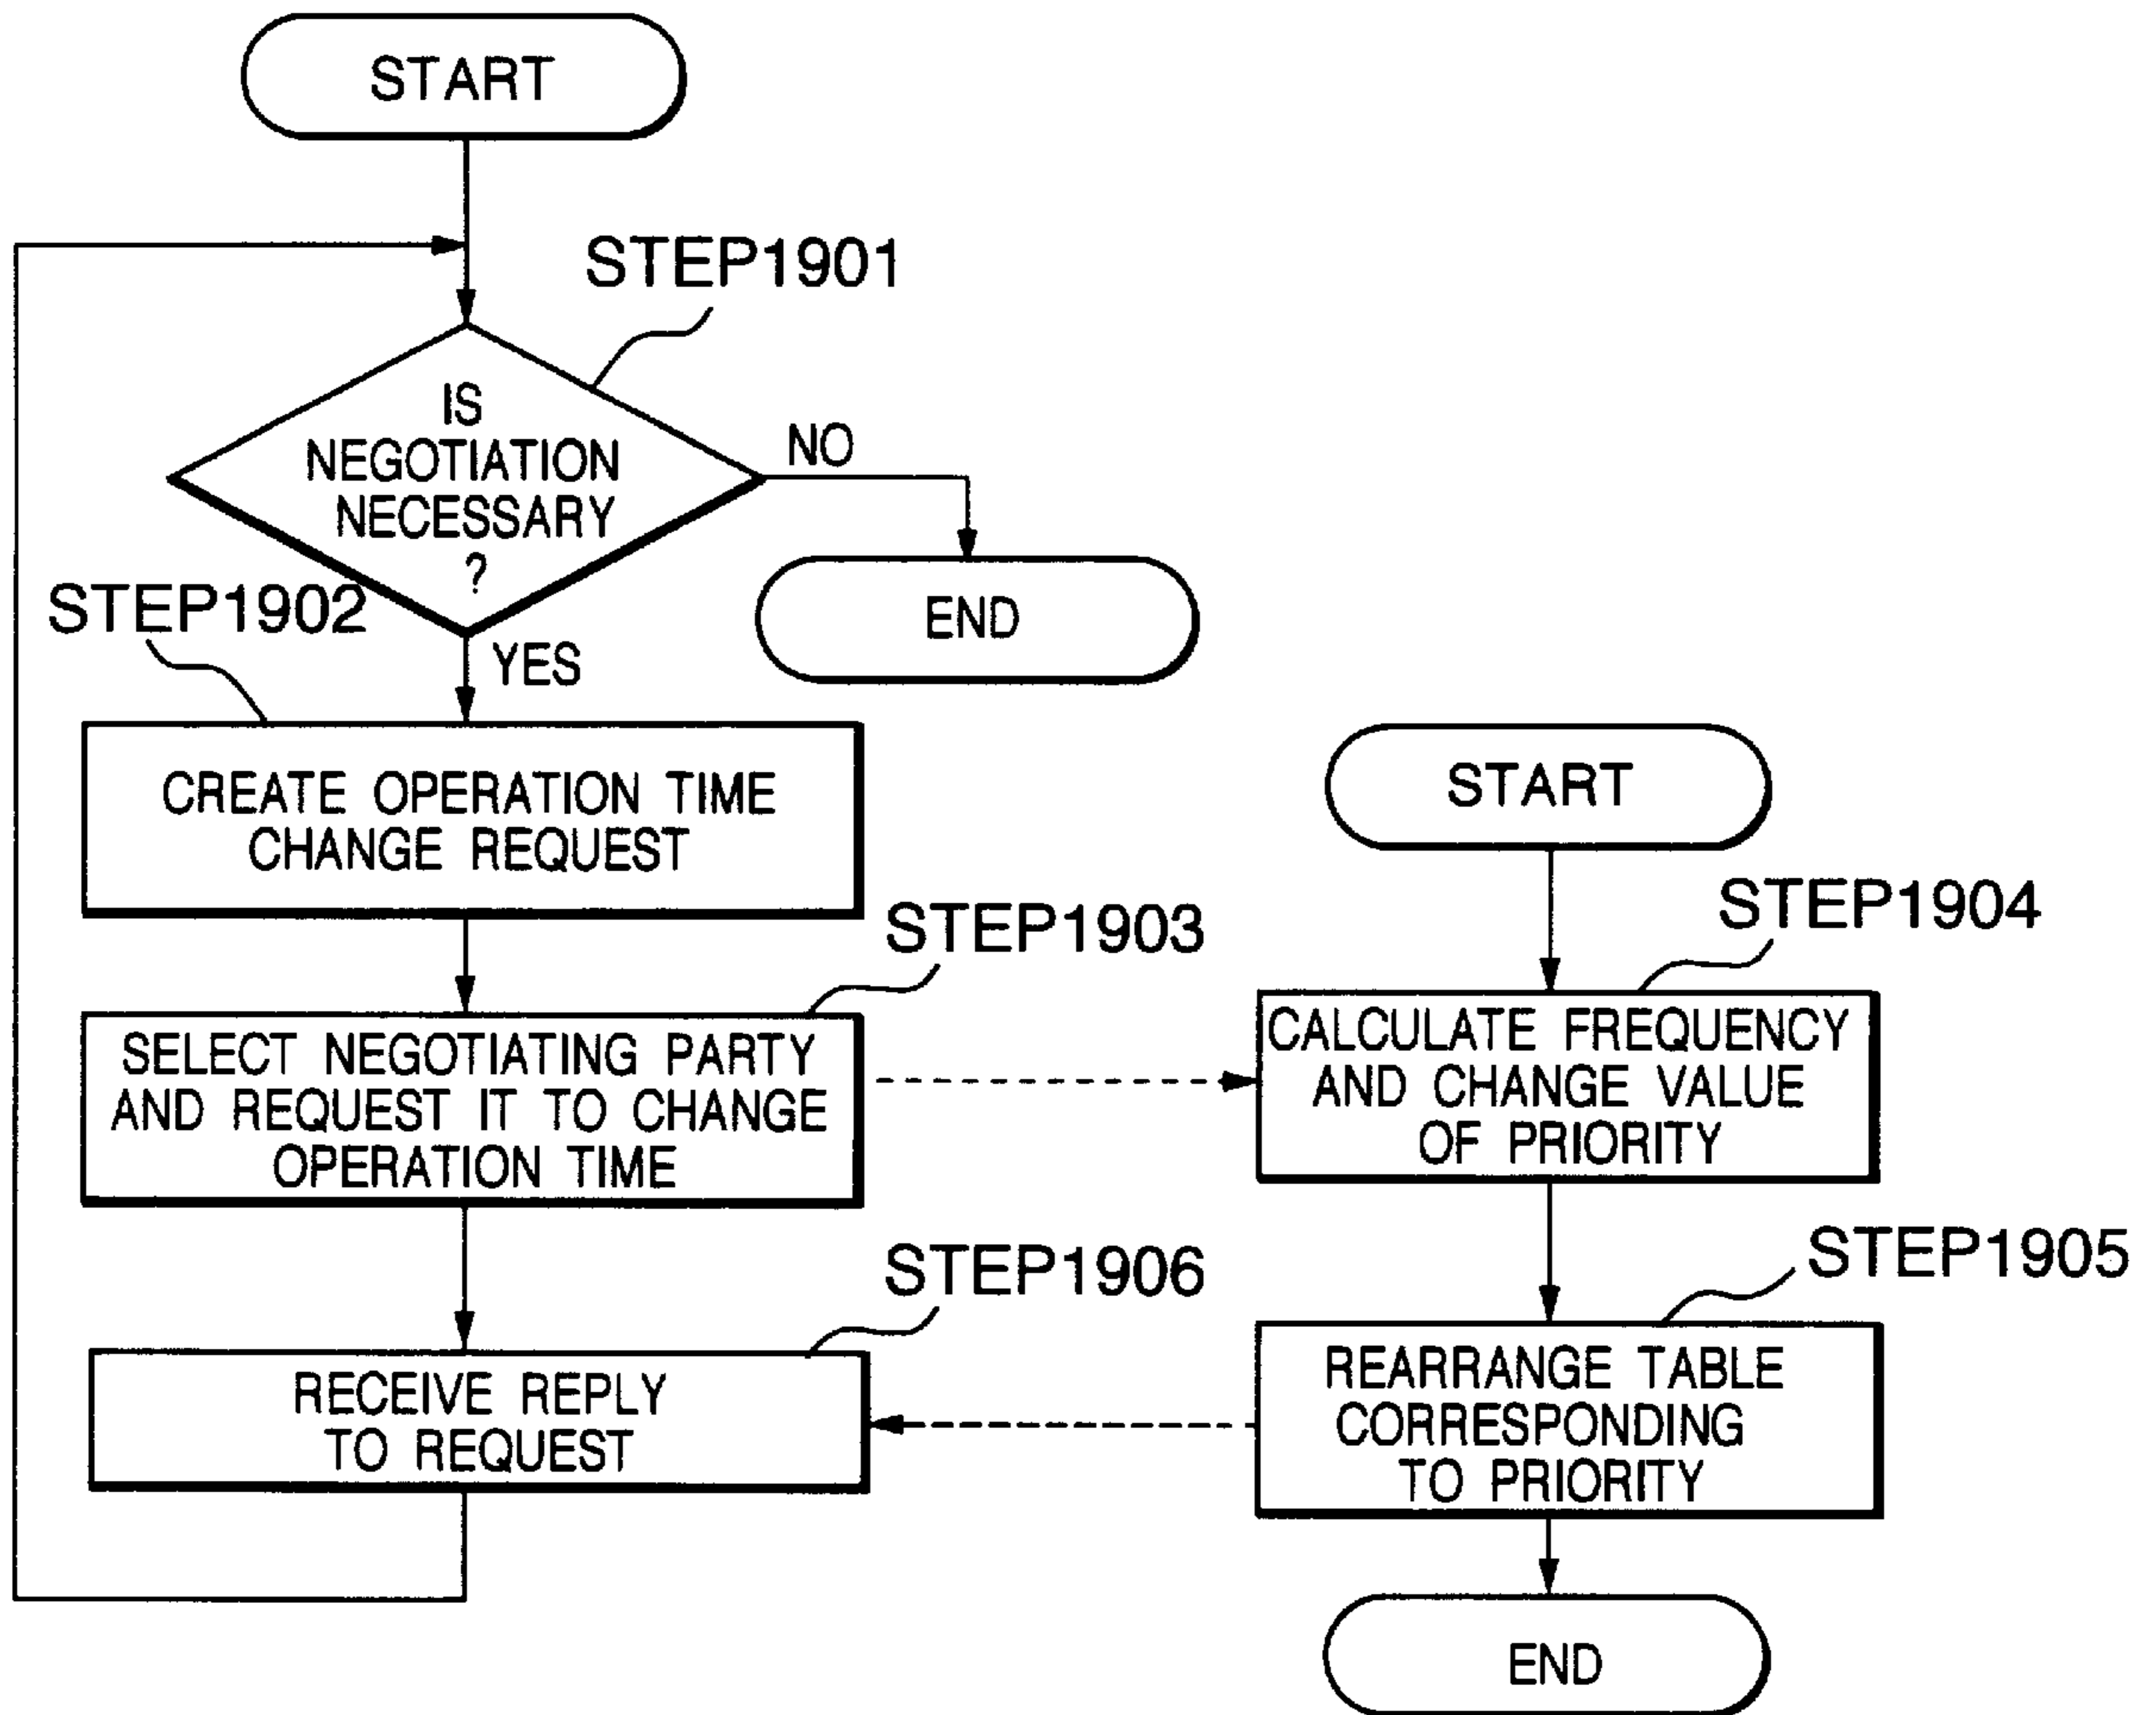 START
STEP1901
IS
NEGOTIATION
NECESSARY
?
NO
END
STEP1902
YES
CREATE OPERATION TIME
CHANGE REQUEST
START
STEP1903
STEP1904
SELECT NEGOTIATING PARTY
AND REQUEST IT TO CHANGE
OPERATION TIME
CALCULATE FREQUENCY
AND CHANGE VALUE
OF PRIORITY
STEP1906
STEP1905
RECEIVE REPLY
TO REQUEST
REARRANGE TABLE
CORRESPONDING
TO PRIORITY
END